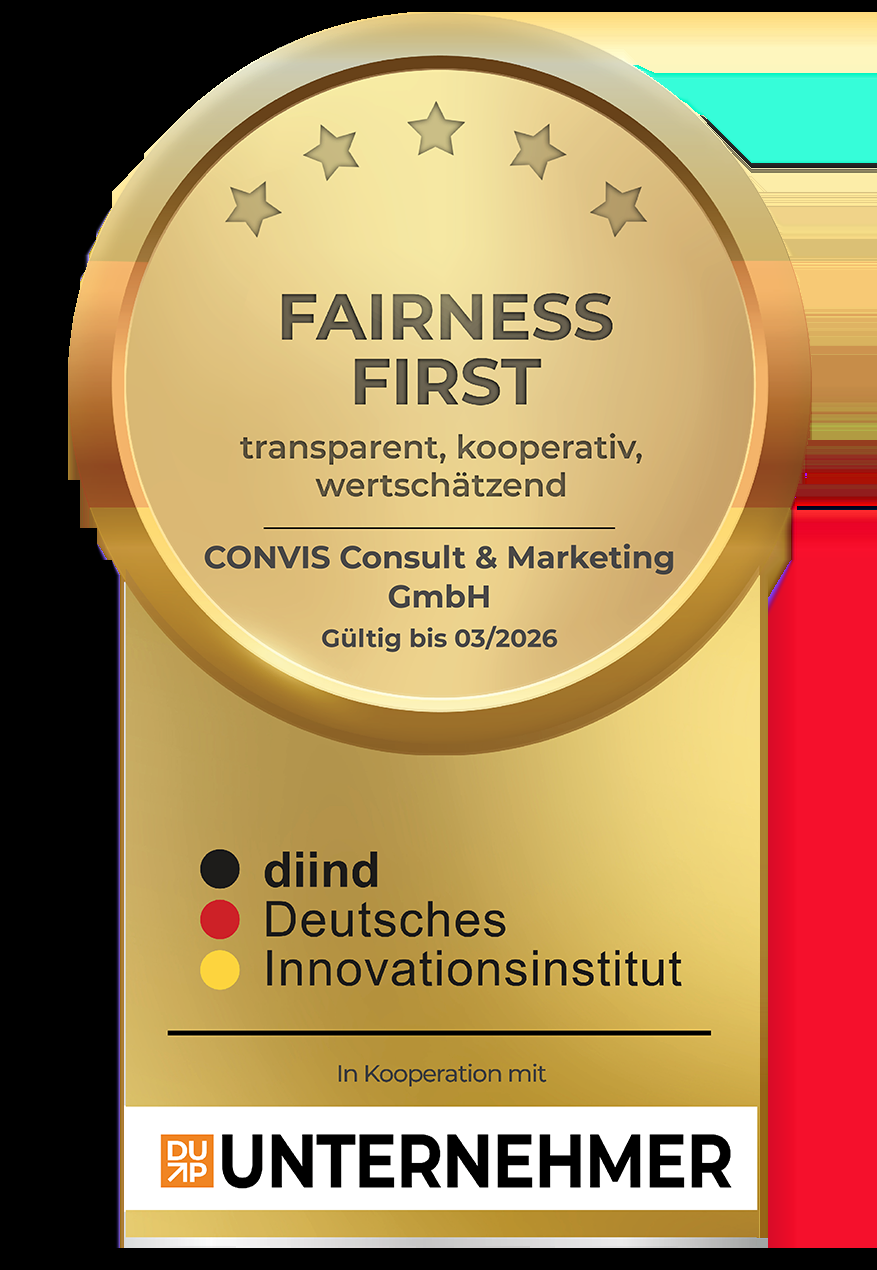 FAIRNESS
FIRST
transparent, kooperativ,
wertschätzend
CONVIS Consult & Marketing
GmbH
Gültig bis 03/2026
diind
Deutsches
Innovationsinstitut
In Kooperation mit
DUP UNTERNEHMER